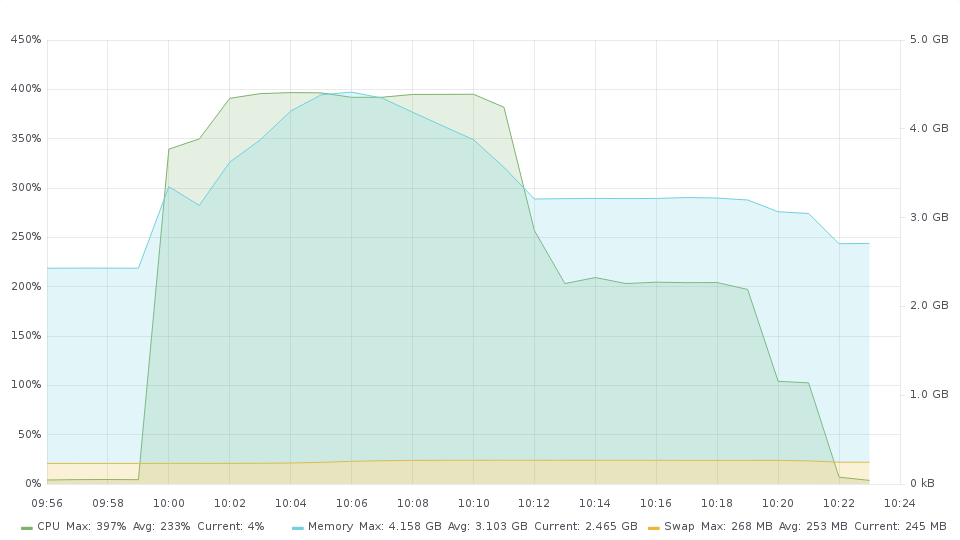 450% 5.0 GB
400%
350% 4.0 GB
300%
250% 3.0 GB
200% 2.0 GB
150%
100% 1.0 GB
50%
0% 0 kB
09:56 09:58 10:00 10:02 10:04 10:06 10:08 10:10 10:12 10:14 10:16 10:18 10:20 10:22 10:24
CPU Max: 397% Avg: 233% Current: 4% Memory Max: 4.158 GB Avg: 3.103 GB Current: 2.465 GB Swap Max: 268 MB Avg: 253 MB Current: 245 MB